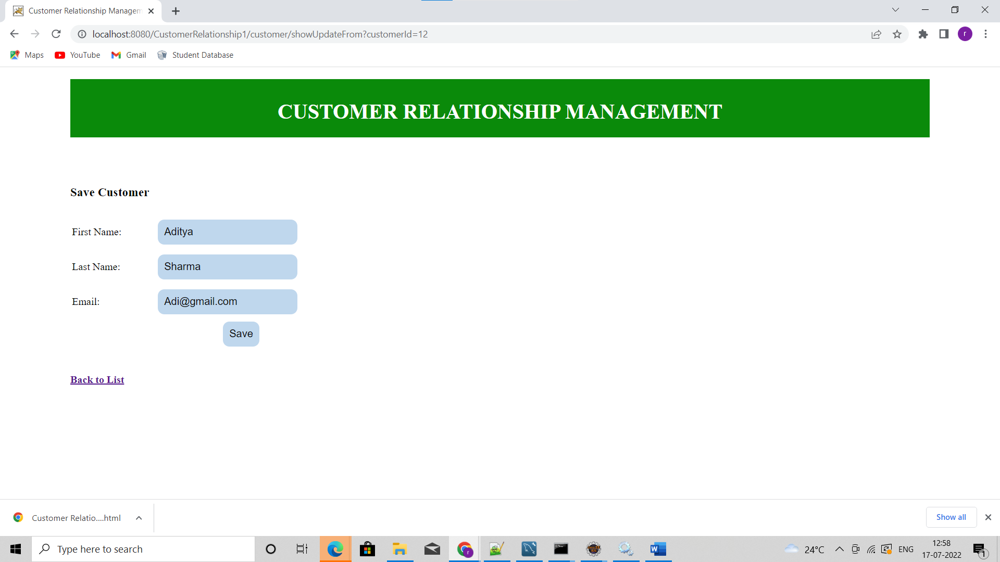 Customer Relationship Managem
localhost:8080/CustomerRelationship1/customer/showUpdateFrom?customerId=12
r
Maps YouTube Gmail Student Database
CUSTOMER RELATIONSHIP MANAGEMENT
Save Customer
First Name: Aditya
Last Name: Sharma
Email: Adi@gmail.com
Save
Back to List
Customer Relatio....html
Show all
Type here to search
24°C ENG
12:58
17-07-2022
1